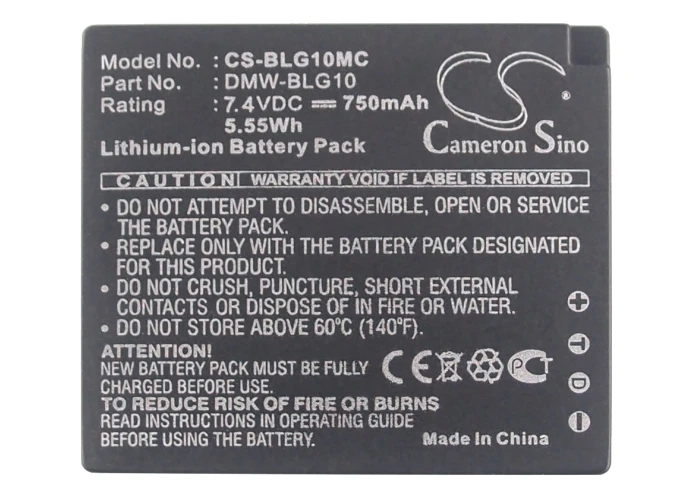 Model No. : CS-BLG10MC
Part No. : DMW-BLG10
Rating : 7.4VDC ⎓ 750mAh
5.55Wh
Lithium-ion Battery Pack
CS
®
Cameron Sino
CAUTION! WARRANTY VOID IF LABEL IS REMOVED
• DO NOT ATTEMPT TO DISASSEMBLE, OPEN OR SERVICE
THE BATTERY PACK.
• REPLACE ONLY WITH THE BATTERY PACK DESIGNATED
FOR THIS PRODUCT.
• DO NOT CRUSH, PUNCTURE, SHORT EXTERNAL
CONTACTS, OR DISPOSE OF IN FIRE OR WATER.
• DO NOT STORE ABOVE 60℃ (140℉).
ATTENTION!
NEW BATTERY PACK MUST BE FULLY
CHARGED BEFORE USE.
TO REDUCE RISK OF FIRE OR BURNS
READ INSTRUCTIONS IN OPERATING GUIDE
BEFORE USING THE BATTERY.
CE PCT
Made In China
+
T
D
-